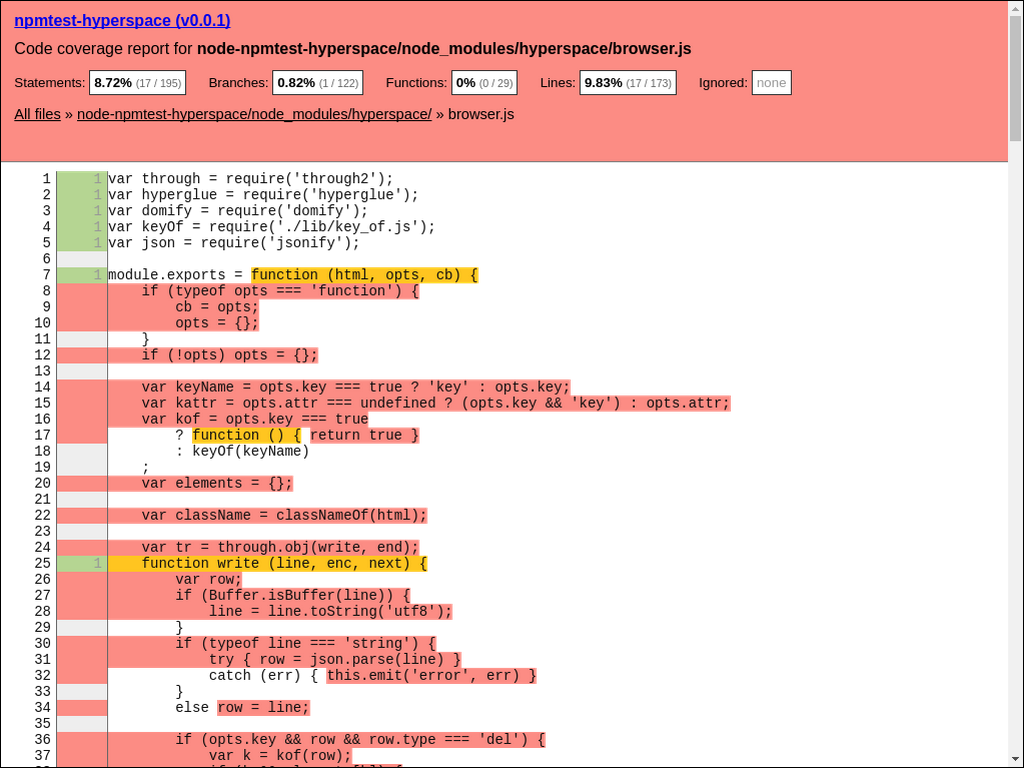 npmtest-hyperspace (v0.0.1)
Code coverage report for node-npmtest-hyperspace/node_modules/hyperspace/browser.js
Statements: 8.72% (17 / 195) Branches: 0.82% (1 / 122) Functions: 0% (0 / 29) Lines: 9.83% (17 / 173) Ignored: none
All files » node-npmtest-hyperspace/node_modules/hyperspace/ » browser.js
1 1 var through = require('through2');
2 1 var hyperglue = require('hyperglue');
3 1 var domify = require('domify');
4 1 var keyOf = require('./lib/key_of.js');
5 1 var json = require('jsonify');
6
7 1 module.exports = function (html, opts, cb) {
8 if (typeof opts === 'function') {
9 cb = opts;
10 opts = {};
11 }
12 if (!opts) opts = {};
13
14 var keyName = opts.key === true ? 'key' : opts.key;
15 var kattr = opts.attr === undefined ? (opts.key && 'key') : opts.attr;
16 var kof = opts.key === true
17 ? function () { return true }
18 : keyOf(keyName)
19 ;
20 var elements = {};
21
22 var className = classNameOf(html);
23
24 var tr = through.obj(write, end);
25 1 function write (line, enc, next) {
26 var row;
27 if (Buffer.isBuffer(line)) {
28 line = line.toString('utf8');
29 }
30 if (typeof line === 'string') {
31 try { row = json.parse(line) }
32 catch (err) { this.emit('error', err) }
33 }
34 else row = line;
35
36 if (opts.key && row && row.type === 'del') {
37 var k = kof(row);